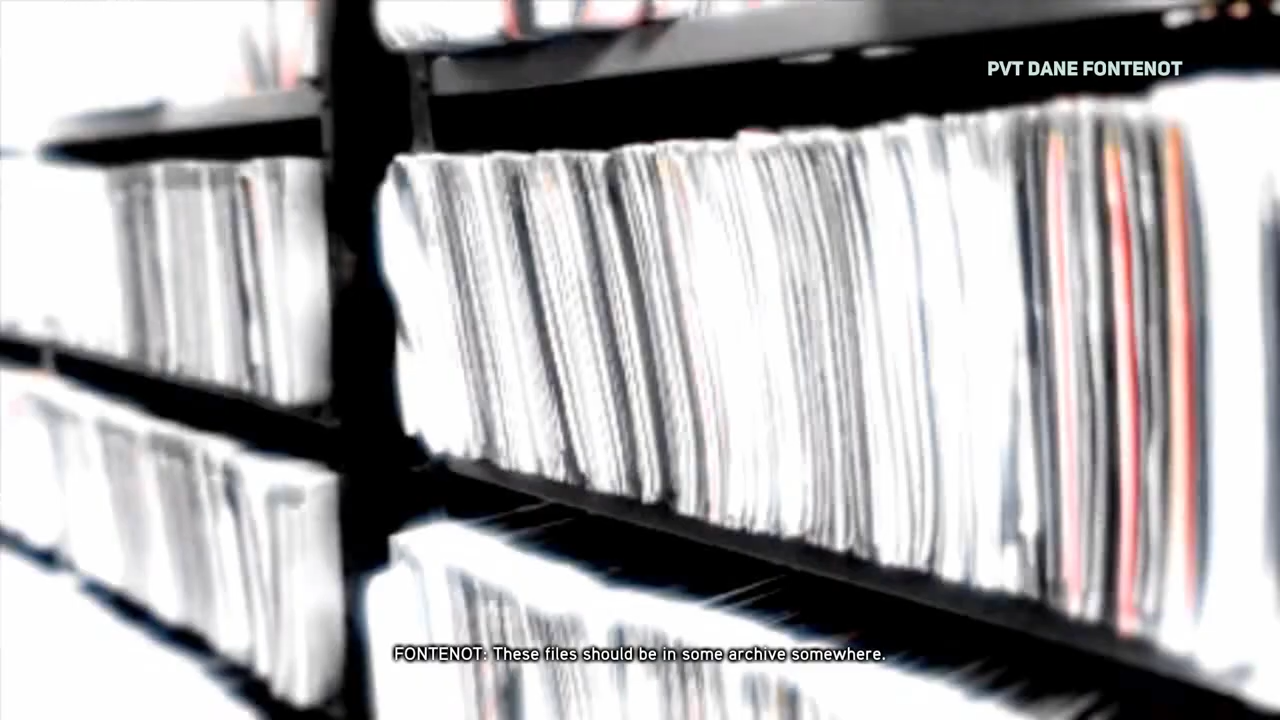 PVT DANE FONTENOT
FONTENOT: These files should be in some archive somewhere.